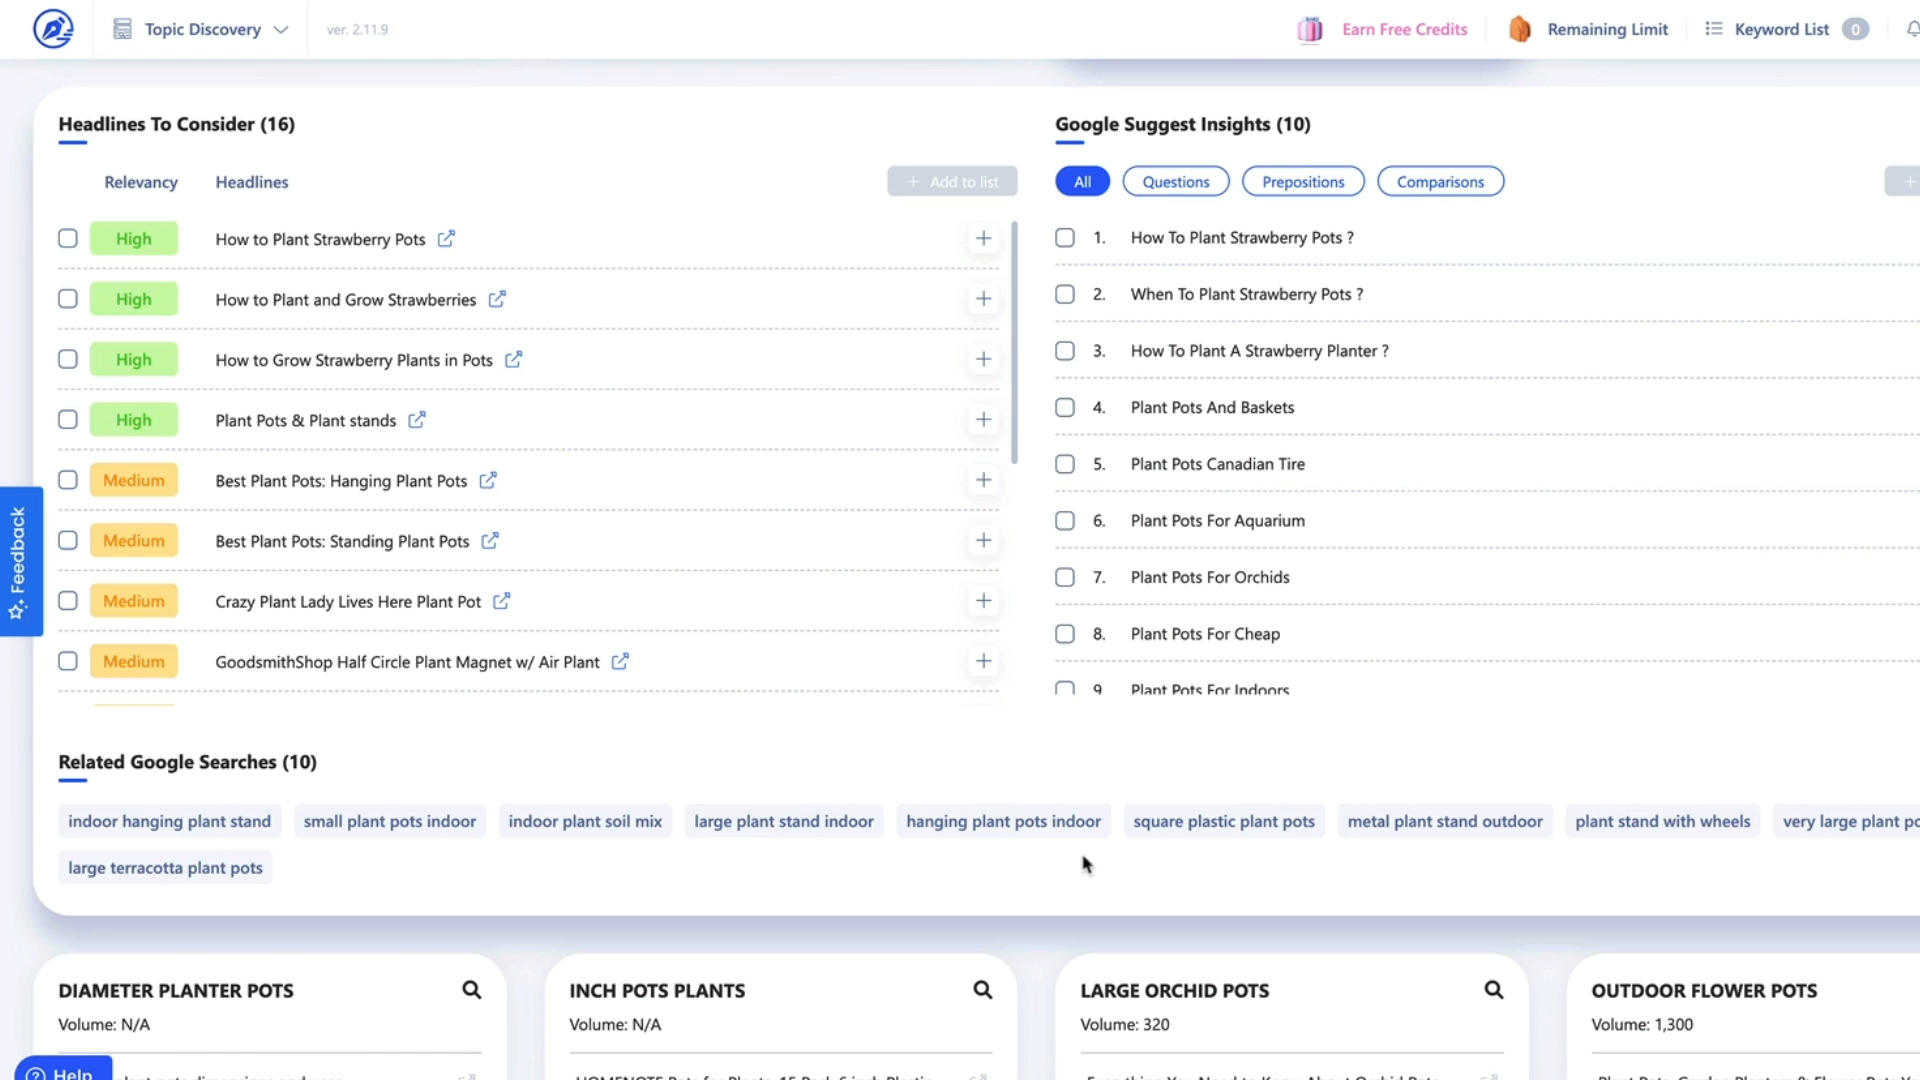 Topic Discovery
ver. 2.11.9
Earn Free Credits
Remaining Limit
Keyword List 0
Headlines To Consider (16)
Relevancy Headlines
+ Add to list
High How to Plant Strawberry Pots
High How to Plant and Grow Strawberries
High How to Grow Strawberry Plants in Pots
High Plant Pots & Plant stands
Medium Best Plant Pots: Hanging Plant Pots
Medium Best Plant Pots: Standing Plant Pots
Medium Crazy Plant Lady Lives Here Plant Pot
Medium GoodsmithShop Half Circle Plant Magnet w/ Air Plant
Google Suggest Insights (10)
All Questions Prepositions Comparisons
1. How To Plant Strawberry Pots ?
2. When To Plant Strawberry Pots ?
3. How To Plant A Strawberry Planter ?
4. Plant Pots And Baskets
5. Plant Pots Canadian Tire
6. Plant Pots For Aquarium
7. Plant Pots For Orchids
8. Plant Pots For Cheap
9 Plant Pots For Indoors
Feedback
Related Google Searches (10)
indoor hanging plant stand small plant pots indoor indoor plant soil mix large plant stand indoor hanging plant pots indoor square plastic plant pots metal plant stand outdoor plant stand with wheels very large plant
large terracotta plant pots
DIAMETER PLANTER POTS
Volume: N/A
INCH POTS PLANTS
Volume: N/A
LARGE ORCHID POTS
Volume: 320
OUTDOOR FLOWER POTS
Volume: 1,300
Help